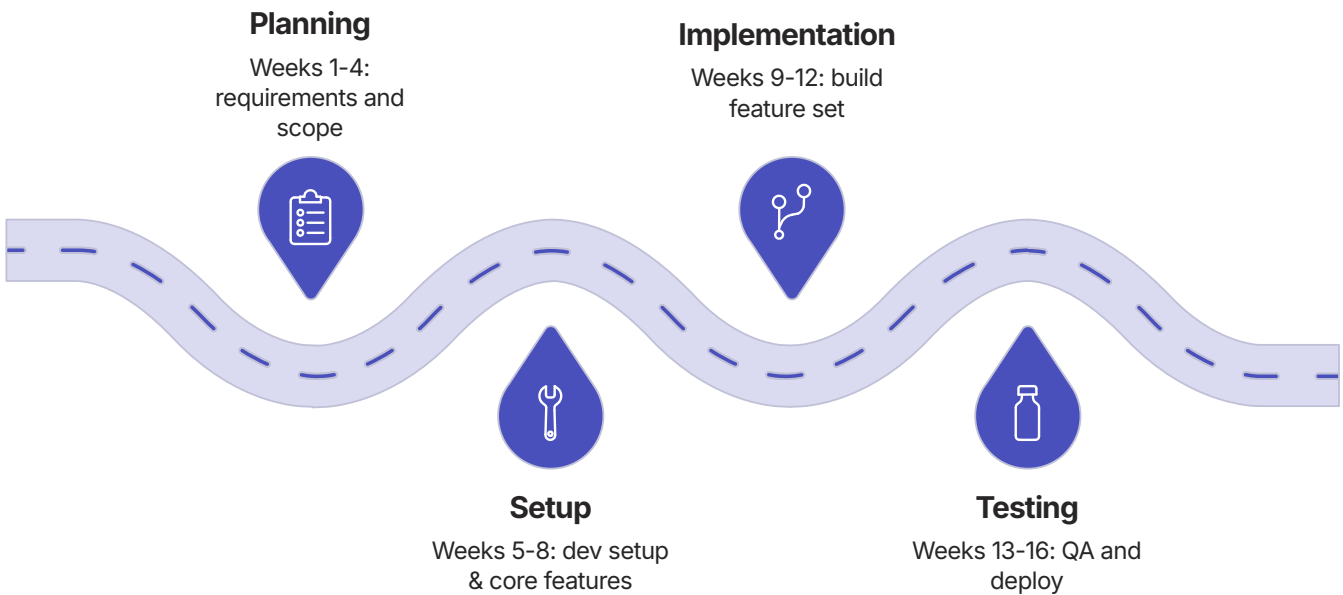 Planning
Weeks 1-4:
requirements and
scope
Setup
Weeks 5-8: dev setup
& core features
Implementation
Weeks 9-12: build
feature set
Testing
Weeks 13-16: QA and
deploy